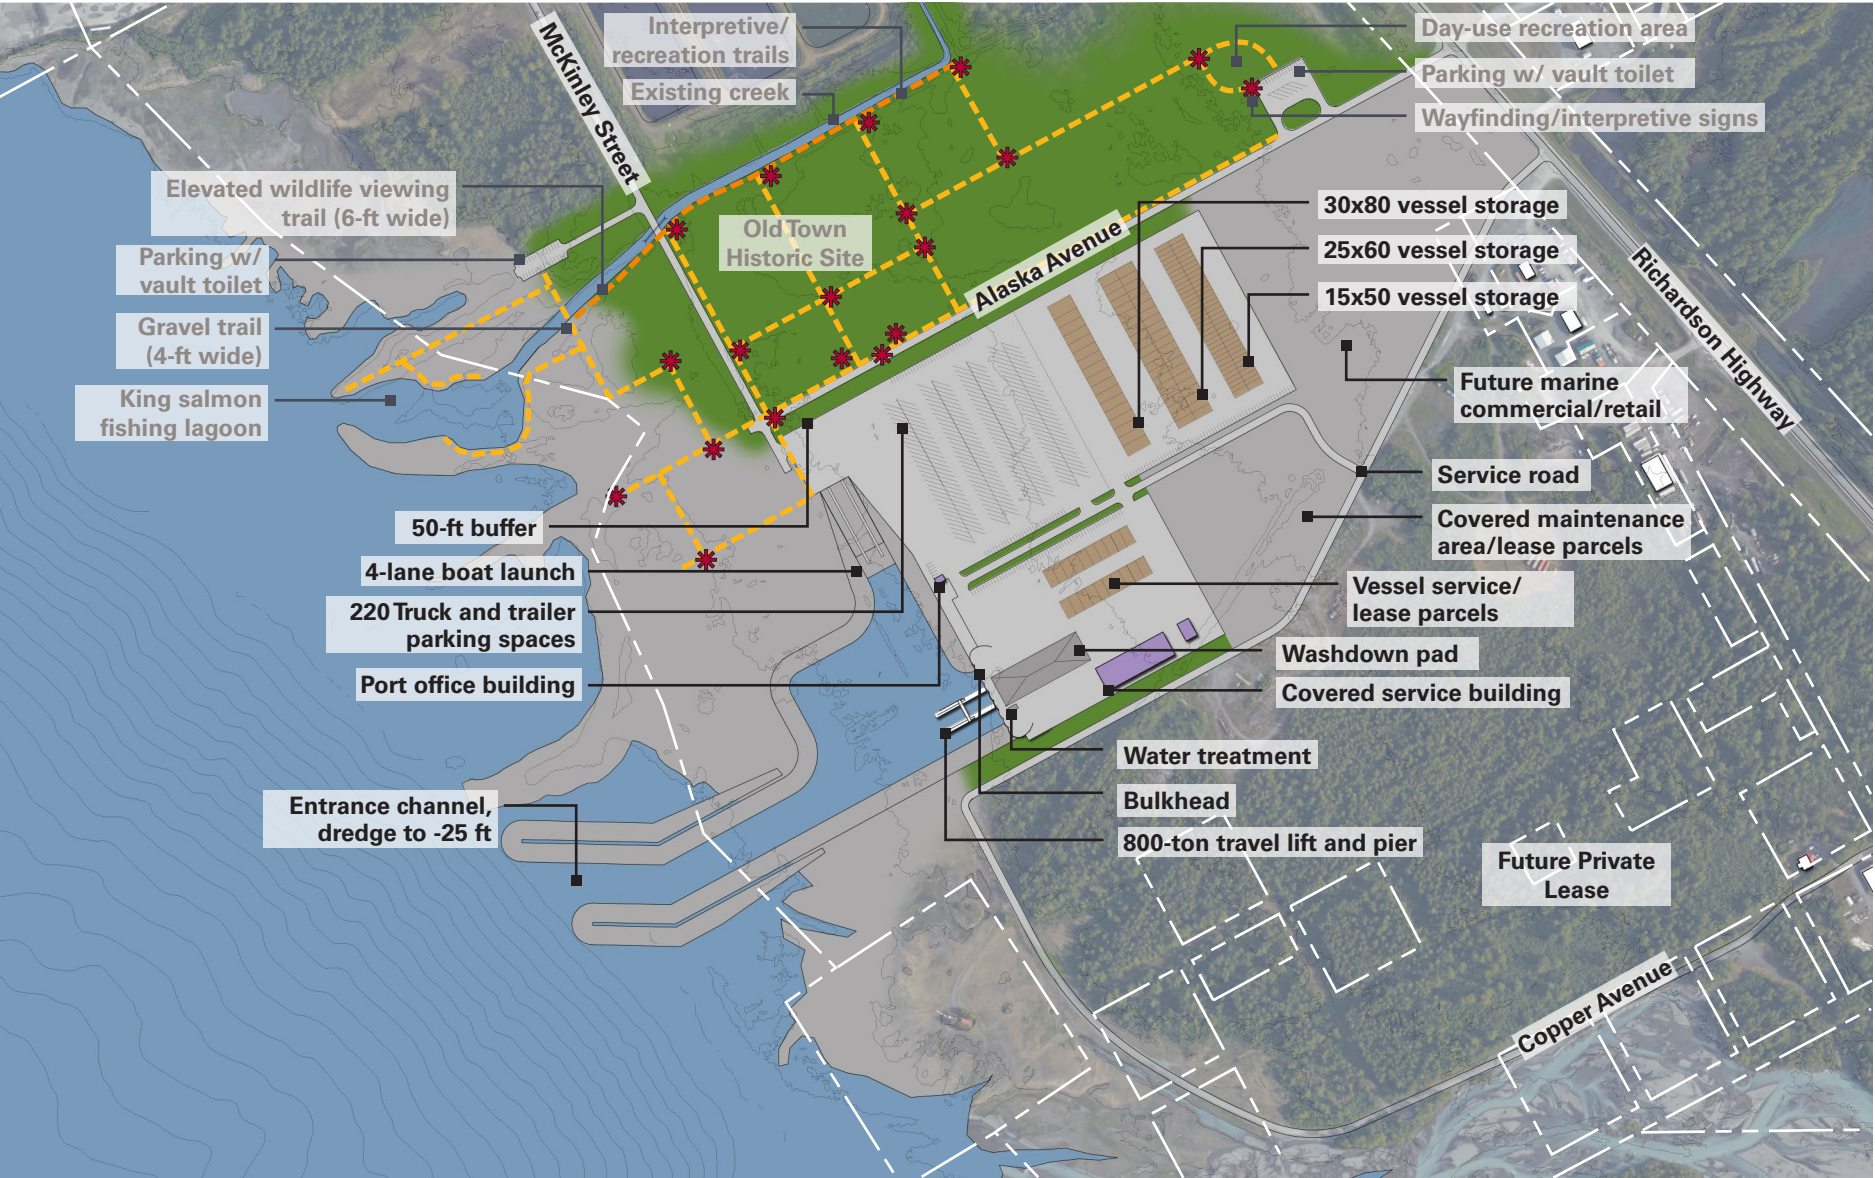 McKinley Street
Interpretive/
recreation trails
Existing creek
Day-use recreation area
Parking w/ vault toilet
Wayfinding/interpretive signs
Elevated wildlife viewing
trail (6-ft wide)
Parking w/
vault toilet
Gravel trail
(4-ft wide)
King salmon
fishing lagoon
Old Town
Historic Site
Alaska Avenue
30x80 vessel storage
25x60 vessel storage
15x50 vessel storage
Richardson Highway
Future marine
commercial/retail
Service road
Covered maintenance
area/lease parcels
Vessel service/
lease parcels
Washdown pad
Covered service building
50-ft buffer
4-lane boat launch
220 Truck and trailer
parking spaces
Port office building
Entrance channel,
dredge to -25 ft
Water treatment
Bulkhead
800-ton travel lift and pier
Future Private
Lease
Copper Avenue